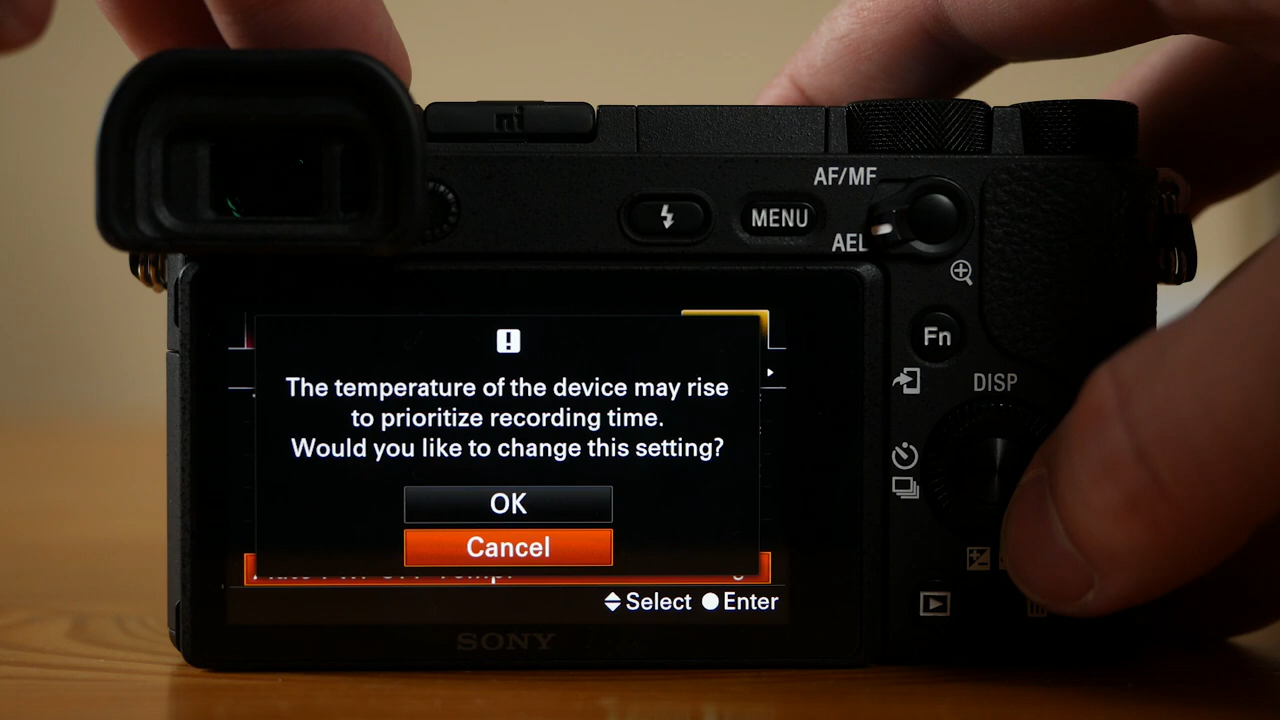 AF/MF
MENU
AEL
Fn
DISP
!
The temperature of the device may rise
to prioritize recording time.
Would you like to change this setting?
OK
Cancel
Select Enter
SONY